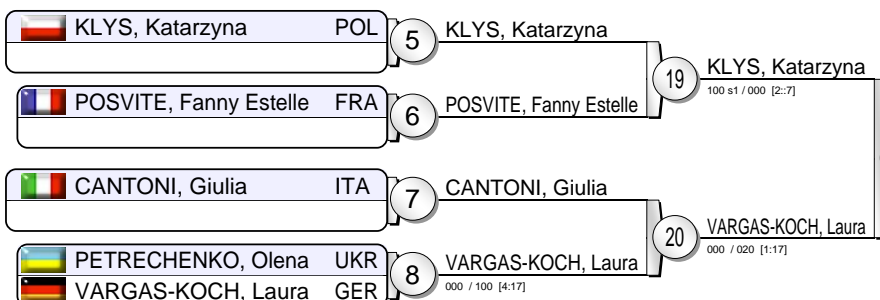 KLYS, Katarzyna POL
5
KLYS, Katarzyna
19
KLYS, Katarzyna
100 s1 / 000 [2::7]
POSVITE, Fanny Estelle FRA
6
POSVITE, Fanny Estelle
CANTONI, Giulia ITA
7
CANTONI, Giulia
20
VARGAS-KOCH, Laura
000 / 020 [1:17]
PETRECHENKO, Olena UKR
VARGAS-KOCH, Laura GER
8
VARGAS-KOCH, Laura
000 / 100 [4:17]